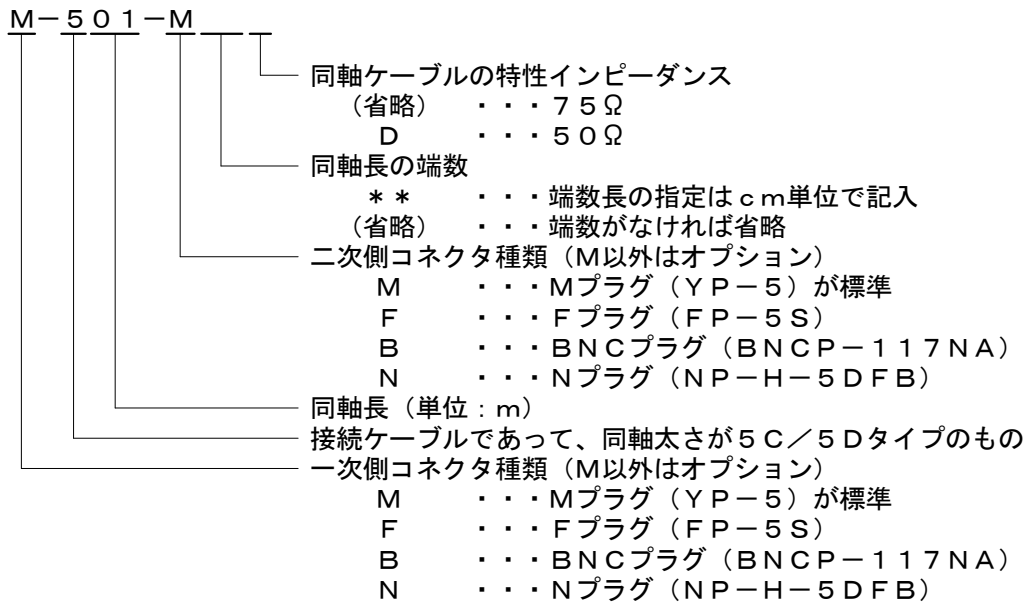 M－５０１－M
同軸ケーブルの特性インピーダンス
（省略）　・・・７５Ω
D　・・・５０Ω
同軸長の端数
＊＊　・・・端数長の指定はｃｍ単位で記入
（省略）　・・・端数がなければ省略
二次側コネクタ種類（M以外はオプション）
M　・・・Mプラグ（ＹＰ－５）が標準
F　・・・Fプラグ（ＦＰ－５Ｓ）
B　・・・ＢＮＣプラグ（ＢＮＣＰ－１１７ＮＡ）
N　・・・Nプラグ（ＮＰ－Ｈ－５ＤＦＢ）
同軸長（単位：ｍ）
接続ケーブルであって、同軸太さが５Ｃ／５Ｄタイプのもの
一次側コネクタ種類（M以外はオプション）
M　・・・Mプラグ（ＹＰ－５）が標準
F　・・・Fプラグ（ＦＰ－５Ｓ）
B　・・・ＢＮＣプラグ（ＢＮＣＰ－１１７ＮＡ）
N　・・・Nプラグ（ＮＰ－Ｈ－５ＤＦＢ）